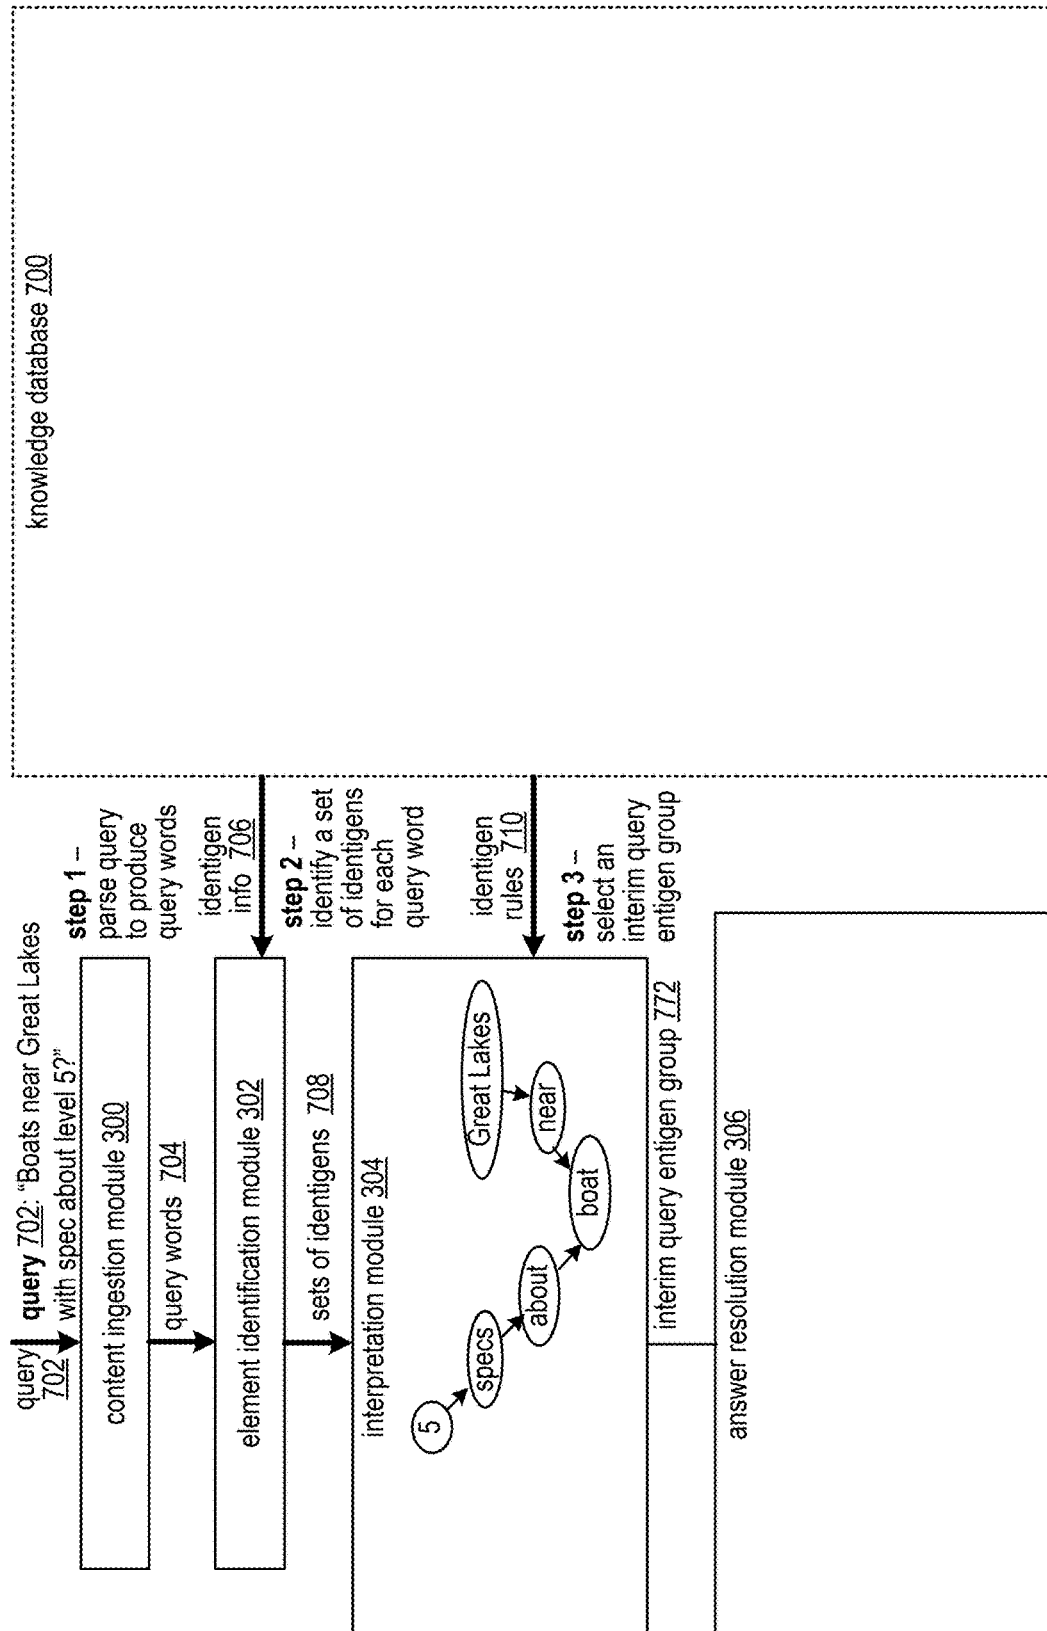 query
702
query 702: “Boats near Great Lakes
with spec about level 5?”
step 1 –
parse query
to produce
query words
content ingestion module 300
query words 704
identigen
info 706
element identification module 302
step 2 –
identify a set
of identigens
for each
query word
sets of identigens 708
identigen
rules 710
interpretation module 304
5
specs
about
boat
near
Great Lakes
step 3 –
select an
interim query
entigen group
interim query entigen group 772
answer resolution module 306
knowledge database 700